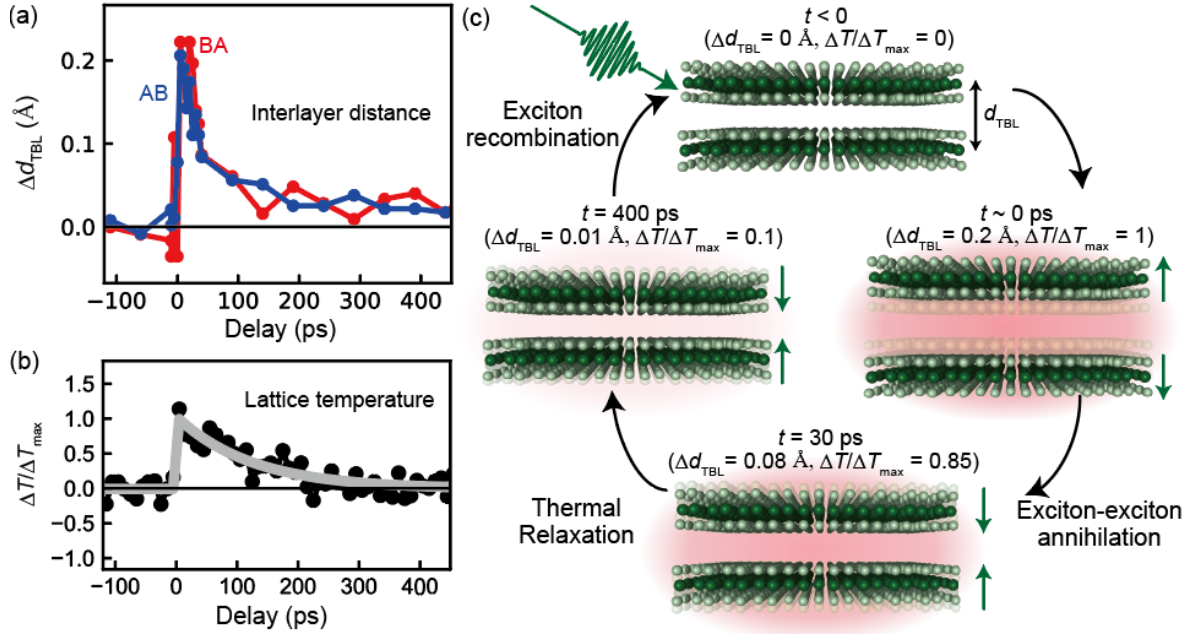 (a)
0.2
0.1
0.0
Δd_TBL (Å)
BA
AB
Interlayer distance
−100 0 100 200 300 400
Delay (ps)
(b)
1.5
1.0
0.5
0.0
−0.5
−1.0
ΔT/ΔT_max
Lattice temperature
−100 0 100 200 300 400
Delay (ps)
(c)
t < 0
(Δd_TBL = 0 Å, ΔT/ΔT_max = 0)
Exciton
recombination
d_TBL
t = 400 ps
(Δd_TBL = 0.01 Å, ΔT/ΔT_max = 0.1)
t ~ 0 ps
(Δd_TBL = 0.2 Å, ΔT/ΔT_max = 1)
t = 30 ps
(Δd_TBL = 0.08 Å, ΔT/ΔT_max = 0.85)
Thermal
Relaxation
Exciton-exciton
annihilation